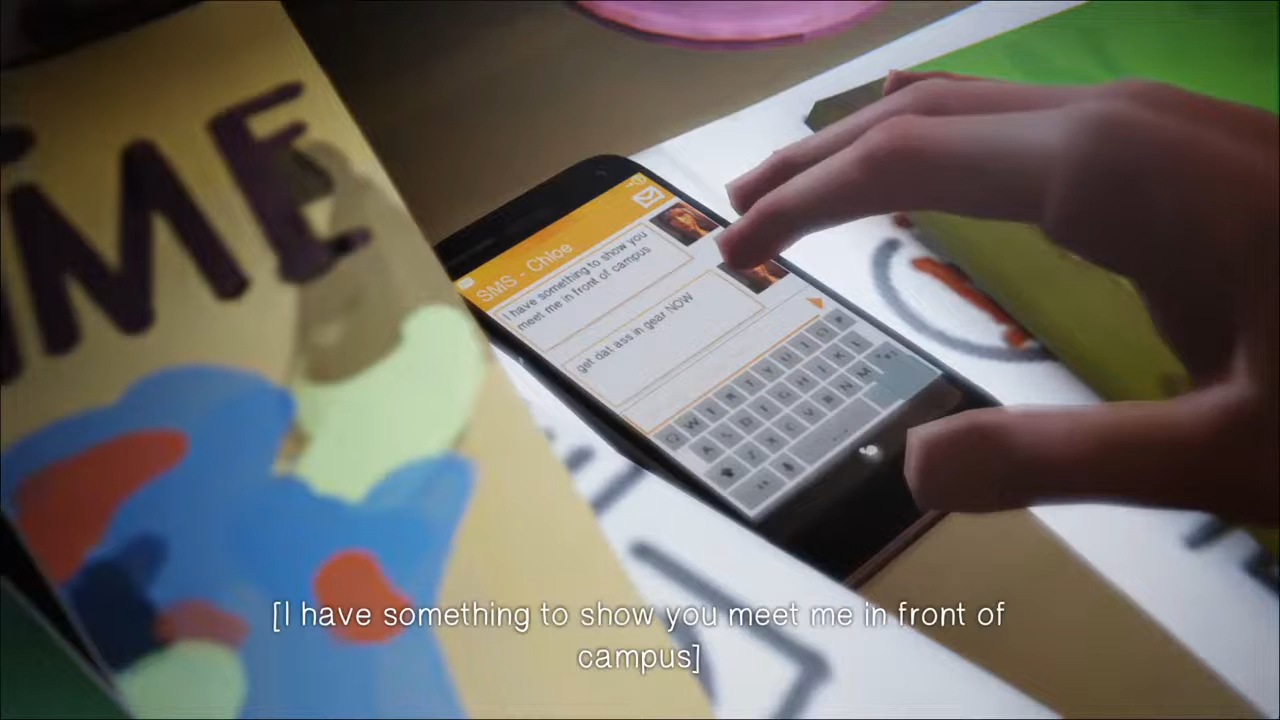 IME
SMS - Chloe
I have something to show you
meet me in front of campus
get dat ass in gear NOW
Q W E R T Y U I O P
A S D F G H J K L
Z X C V B N M
[I have something to show you meet me in front of
campus]